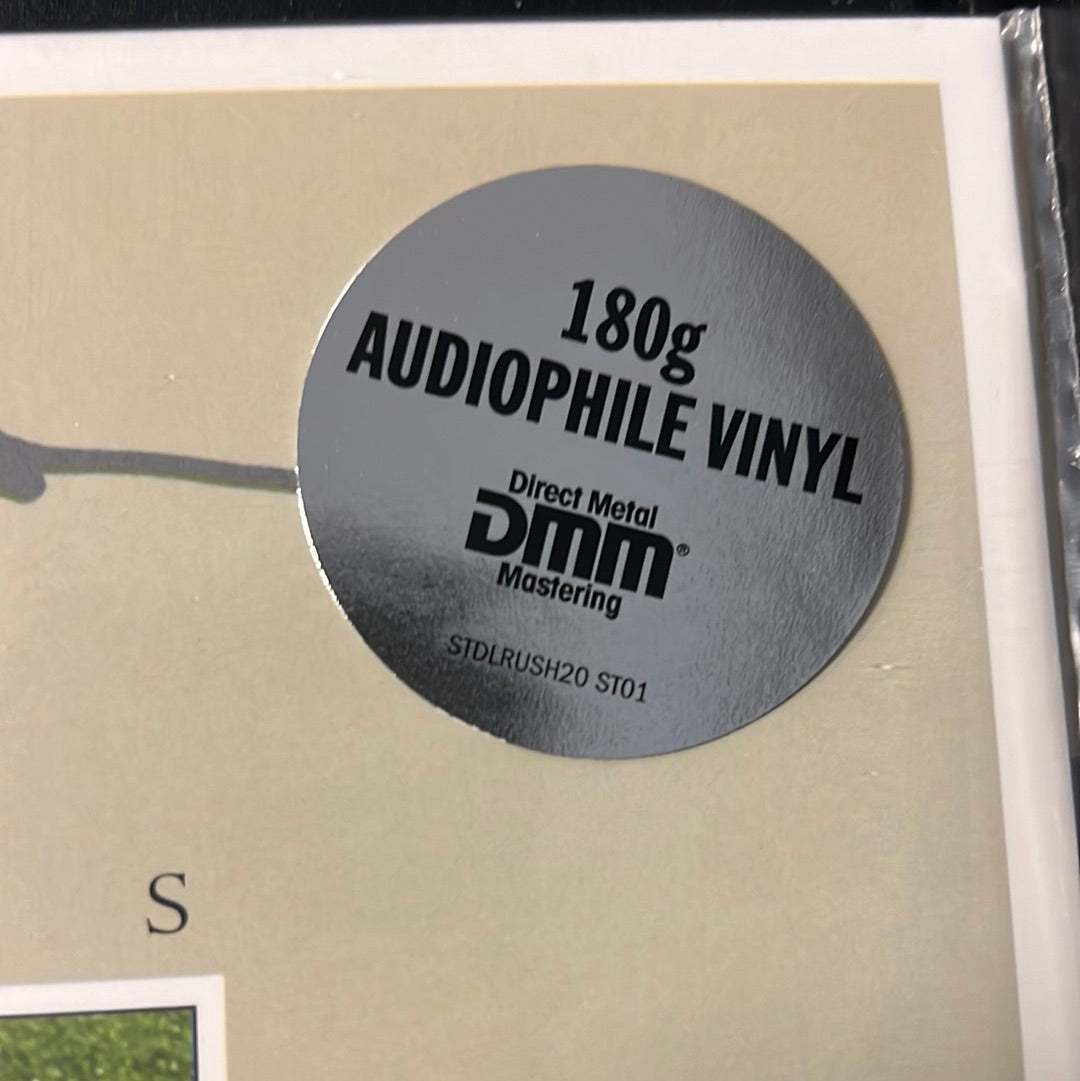 180g
AUDIOPHILE VINYL
Direct Metal
DMM®
Mastering
STDLRUSH20 ST01
S